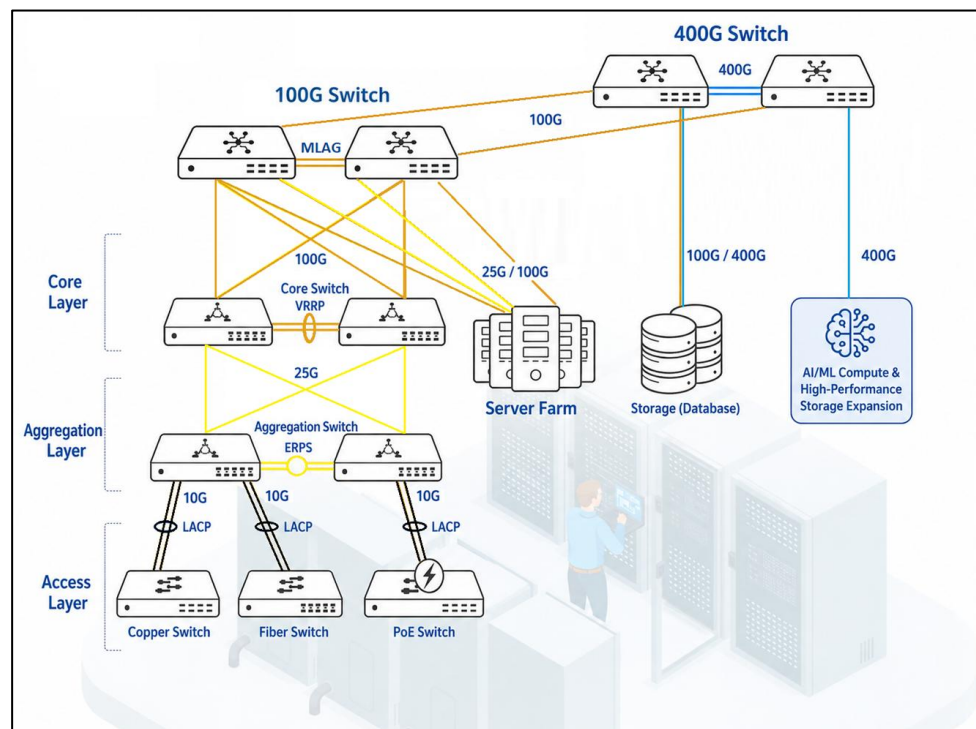 400G Switch
400G
100G Switch
100G
MLAG
Core
Layer
100G
Core Switch
VRRP
25G / 100G
100G / 400G
400G
AI/ML Compute &
High-Performance
Storage Expansion
25G
Server Farm
Storage (Database)
Aggregation
Layer
Aggregation Switch
ERPS
10G
10G
10G
LACP
LACP
LACP
Access
Layer
Copper Switch
Fiber Switch
PoE Switch